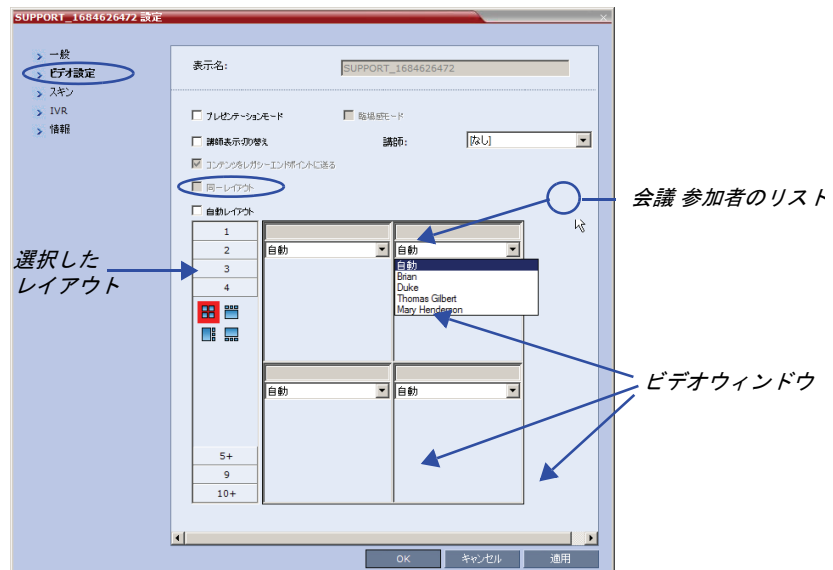 SUPPORT_1684626472 設定
一般
ビデオ設定
スキン
IVR
情報
表示名:
SUPPORT_1684626472
プレゼンテーションモード
臨場感モード
講師表示切り替え
講師:
[なし]
コンテンツをレガシーエンドポイントに送る
同一レイアウト
自動レイアウト
会議 参加者のリスト
選択した
レイアウト
1
2
3
4
自動
自動
自動
Brian
Duke
Thomas Gilbert
Mary Henderson
ビデオウィンドウ
自動
自動
5+
9
10+
OK
キャンセル
適用